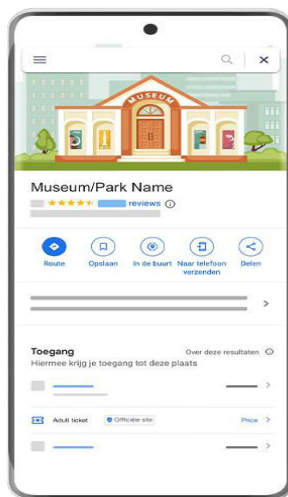 MUSEUM
Museum/Park Name
reviews
Route
Opslaan
In de buurt
Naar telefoon
verzenden
Delen
Toegang
Over deze resultaten
Hiermee krijg je toegang tot deze plaats
Adult ticket
Officiële site
Price